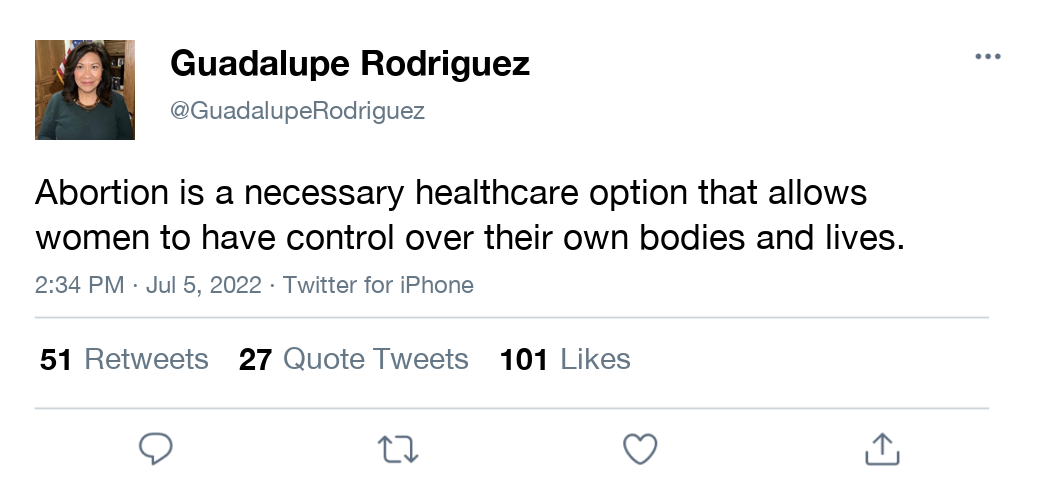 Guadalupe Rodriguez
@GuadalupeRodriguez
Abortion is a necessary healthcare option that allows
women to have control over their own bodies and lives.
2:34 PM · Jul 5, 2022 · Twitter for iPhone
51 Retweets 27 Quote Tweets 101 Likes